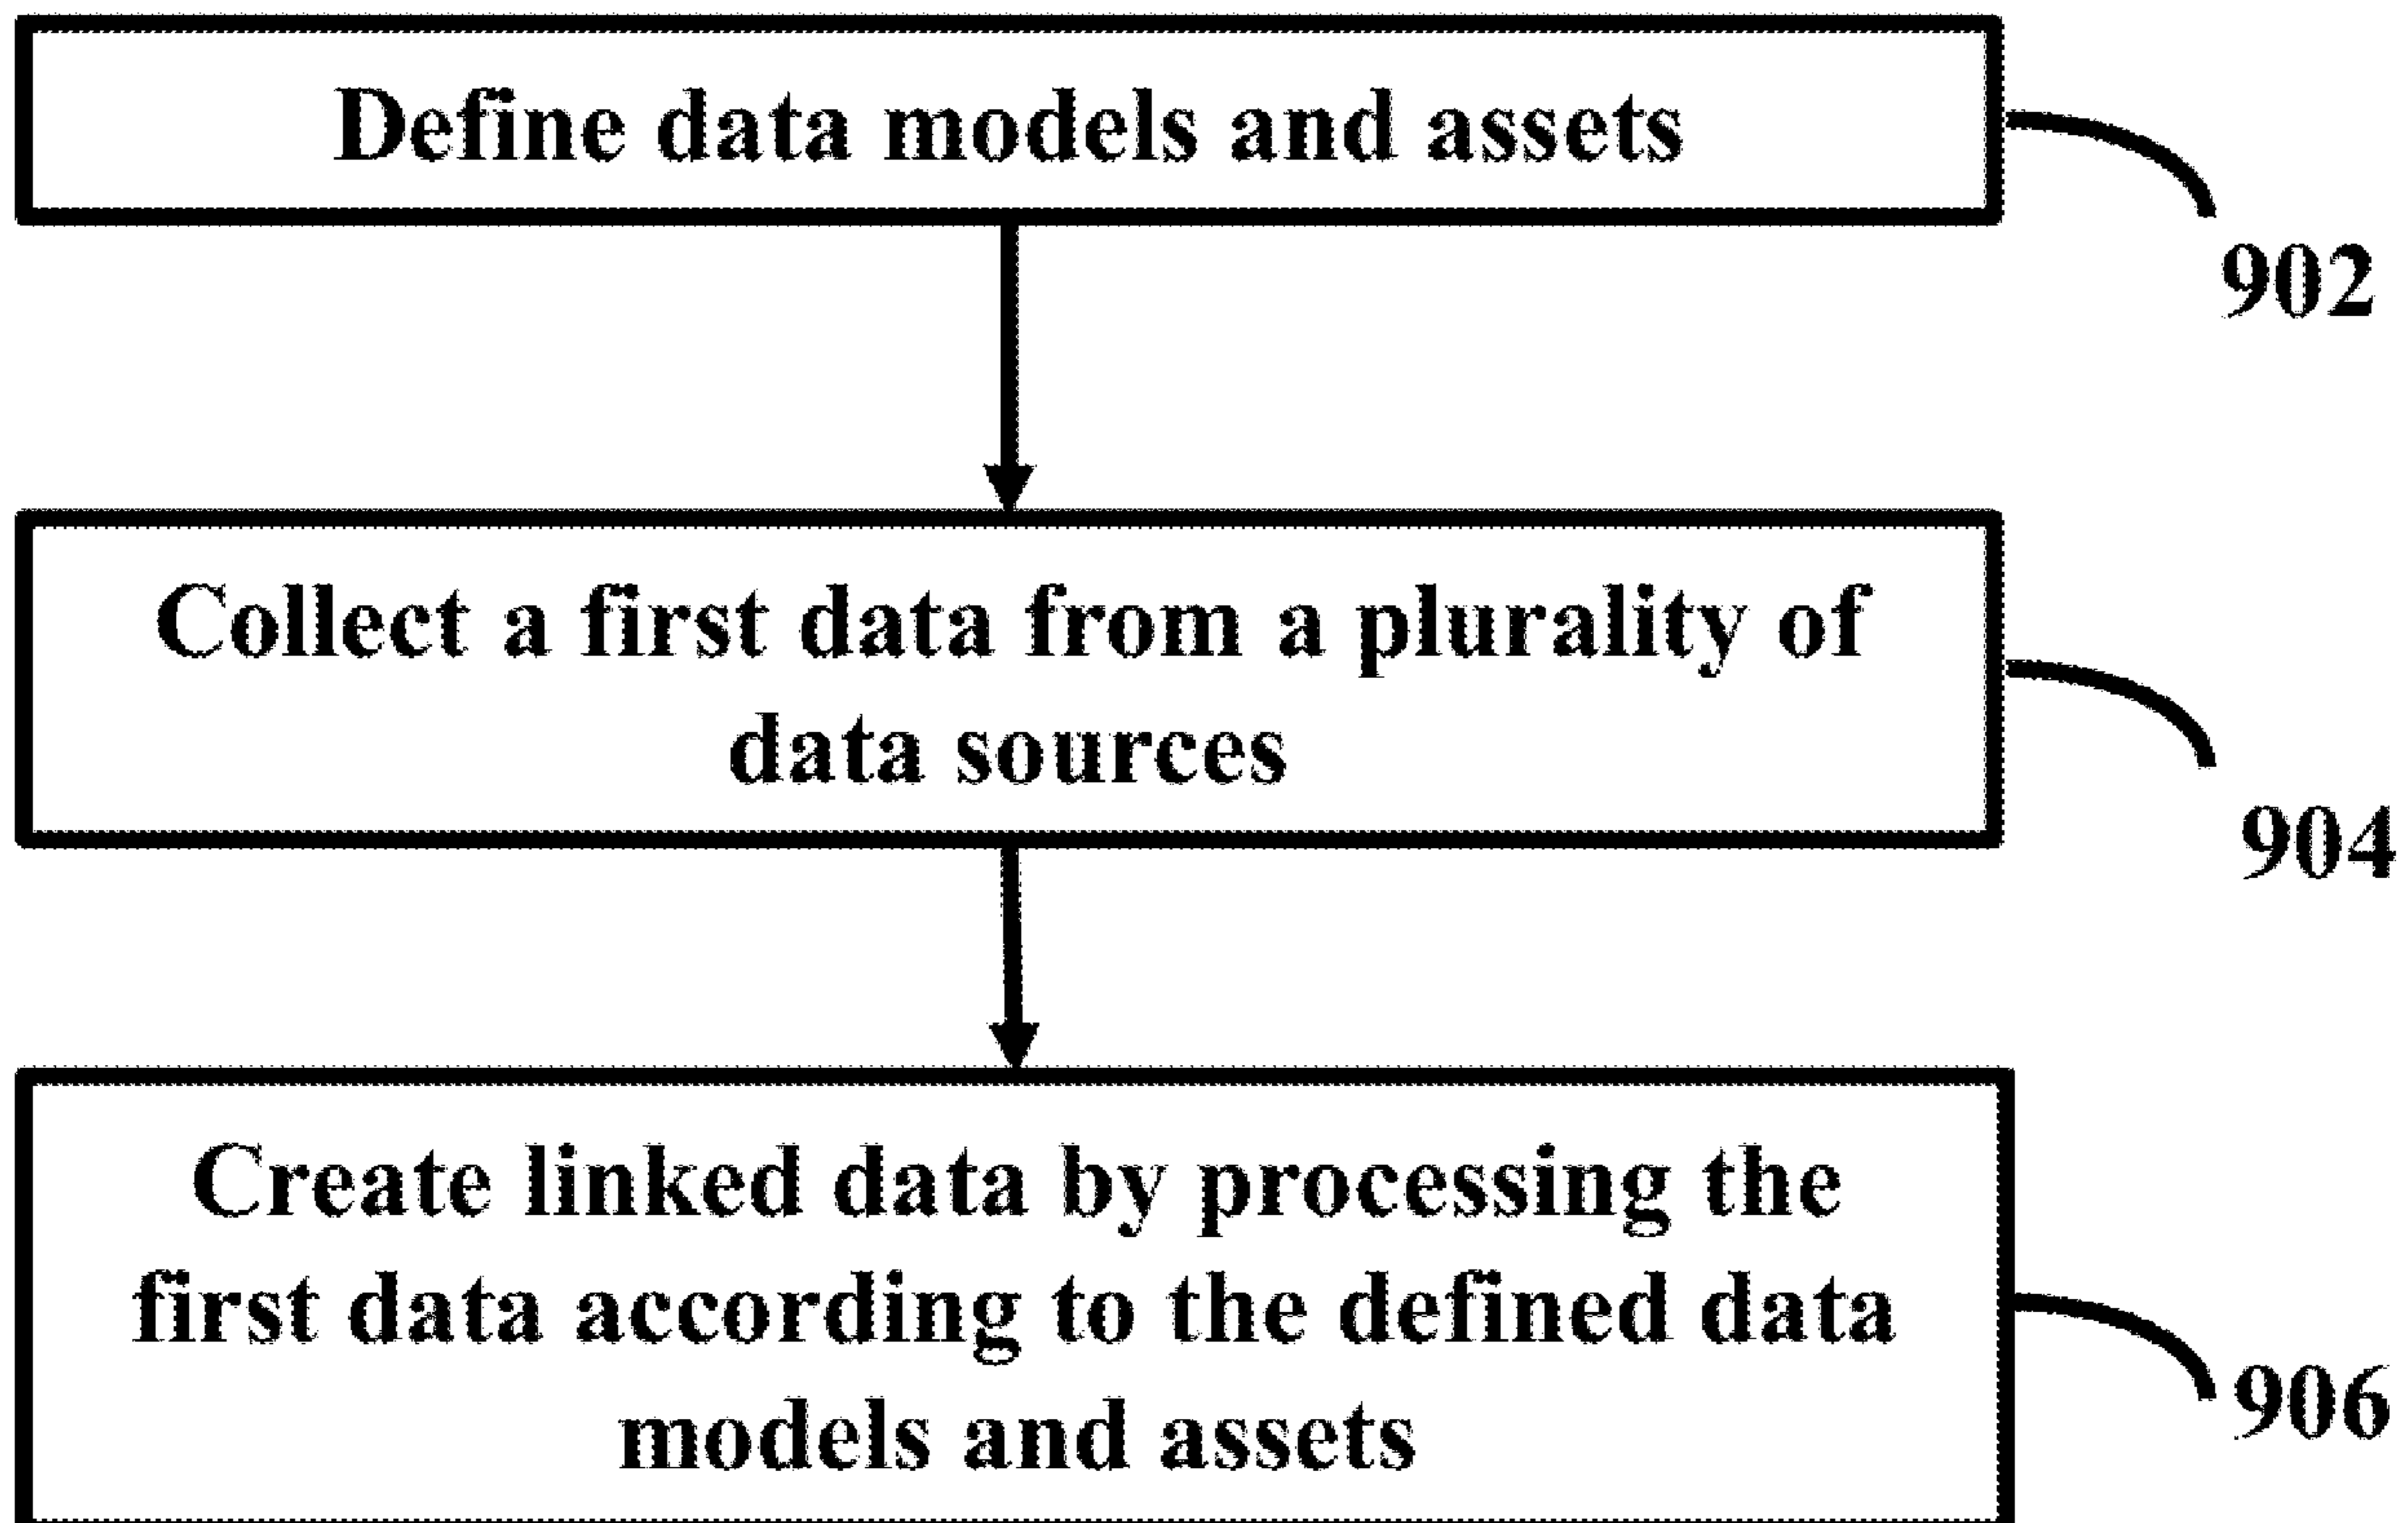 Define data models and assets
902
Collect a first data from a plurality of
data sources
904
Create linked data by processing the
first data according to the defined data
models and assets
906